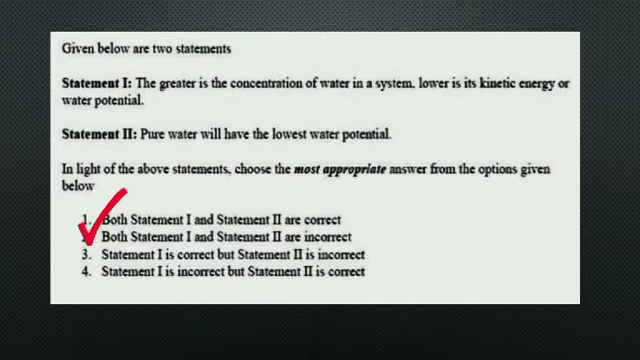 Given below are two statements
Statement I: The greater is the concentration of water in a system, lower is its kinetic energy or
water potential.
Statement II: Pure water will have the lowest water potential.
In light of the above statements, choose the most appropriate answer from the options given
below
1. Both Statement I and Statement II are correct
Both Statement I and Statement II are incorrect
3. Statement I is correct but Statement II is incorrect
4. Statement I is incorrect but Statement II is correct